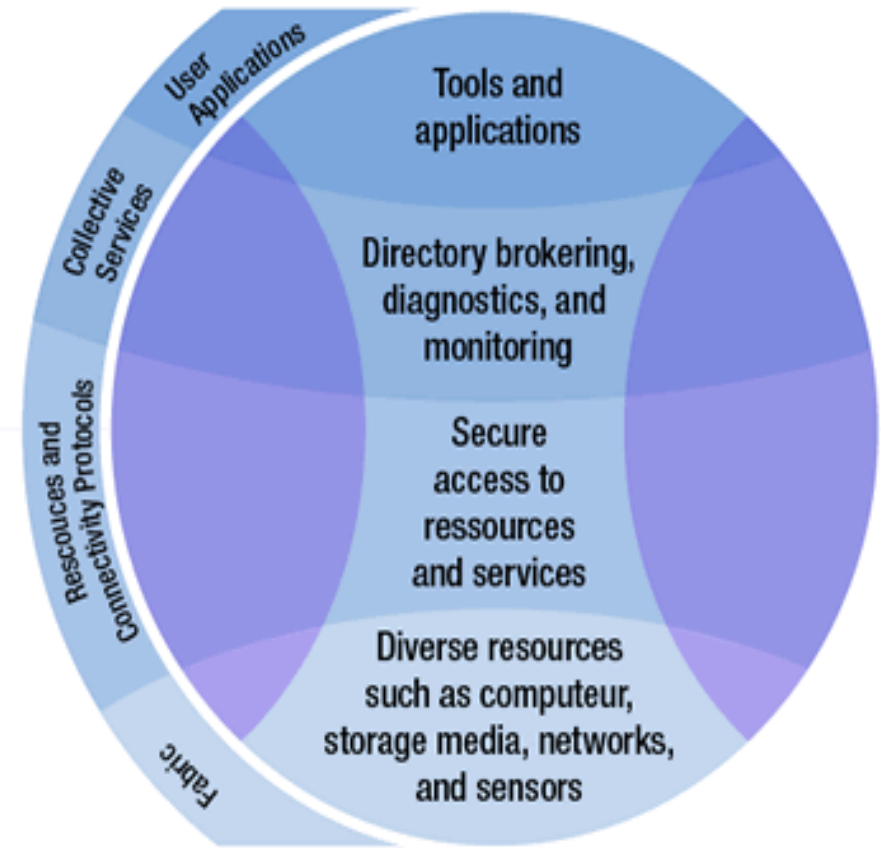 User
Applications
Tools and
applications
Collective
Services
Directory brokering,
diagnostics, and
monitoring
Rescouces and
Connectivity Protocols
Secure
access to
ressources
and services
Fabric
Diverse resources
such as computeur,
storage media, networks,
and sensors